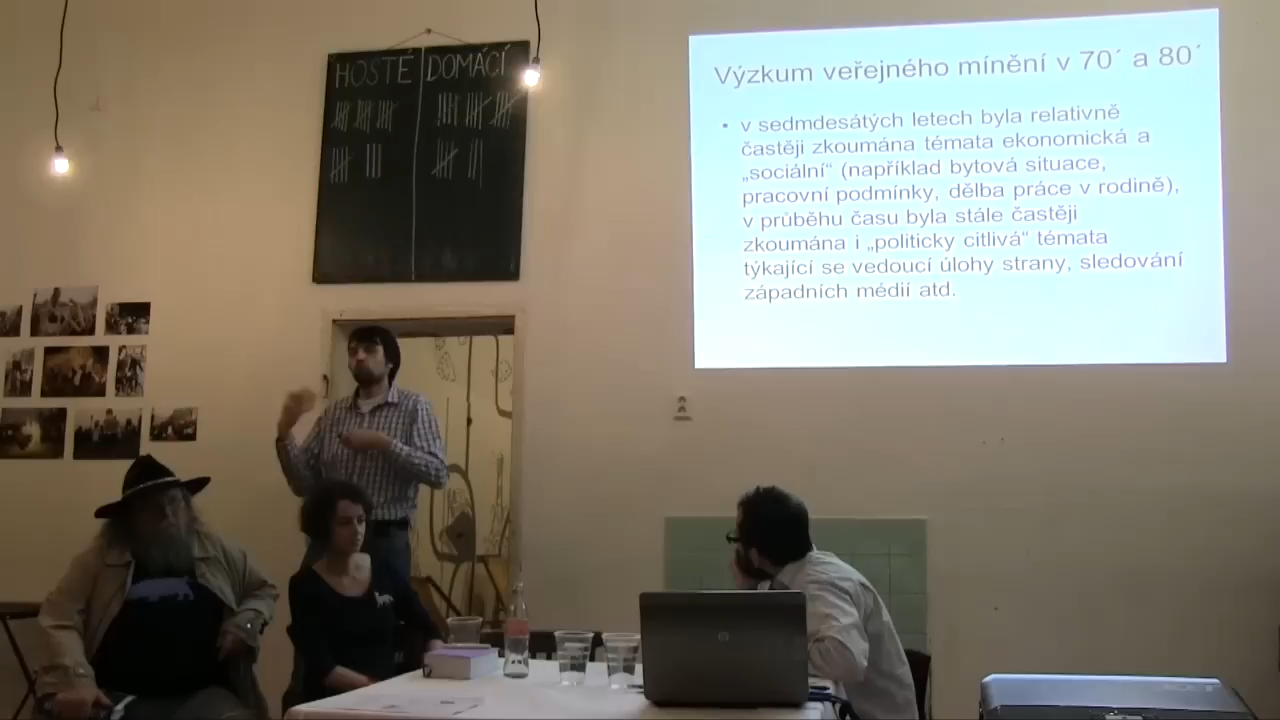 HOSTÉ
DOMÁCÍ
Výzkum veřejného mínění v 70´ a 80´
• v sedmdesátých letech byla relativně
častěji zkoumána témata ekonomická a
„sociální“ (například bytová situace,
pracovní podmínky, dělba práce v rodině),
v průběhu času byla stále častěji
zkoumána i „politicky citlivá“ témata
týkající se vedoucí úlohy strany, sledování
západních médií atd.
hp